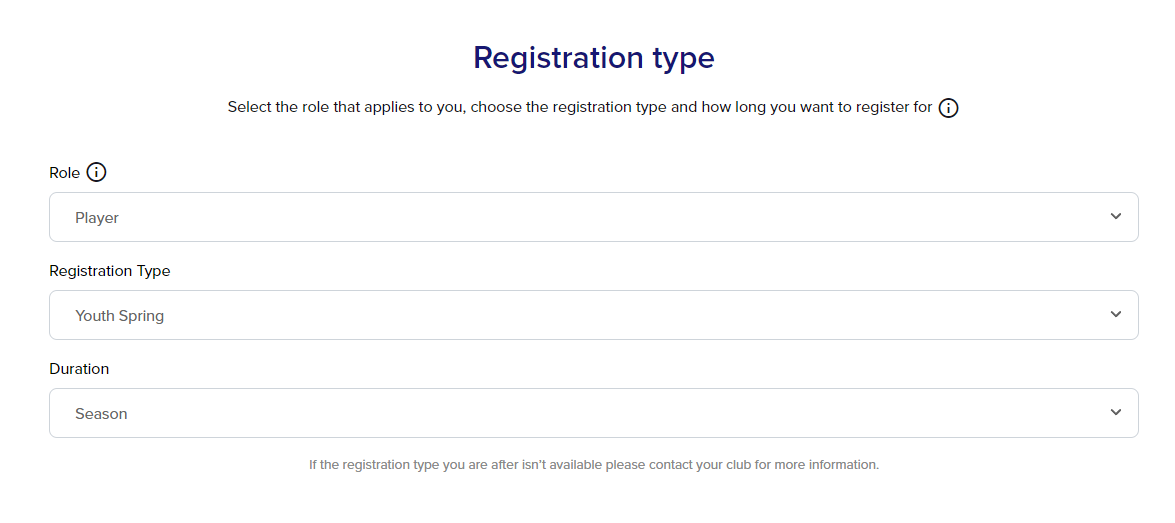 Registration type
Select the role that applies to you, choose the registration type and how long you want to register for
Role
Player
Registration Type
Youth Spring
Duration
Season
If the registration type you are after isn't available please contact your club for more information.